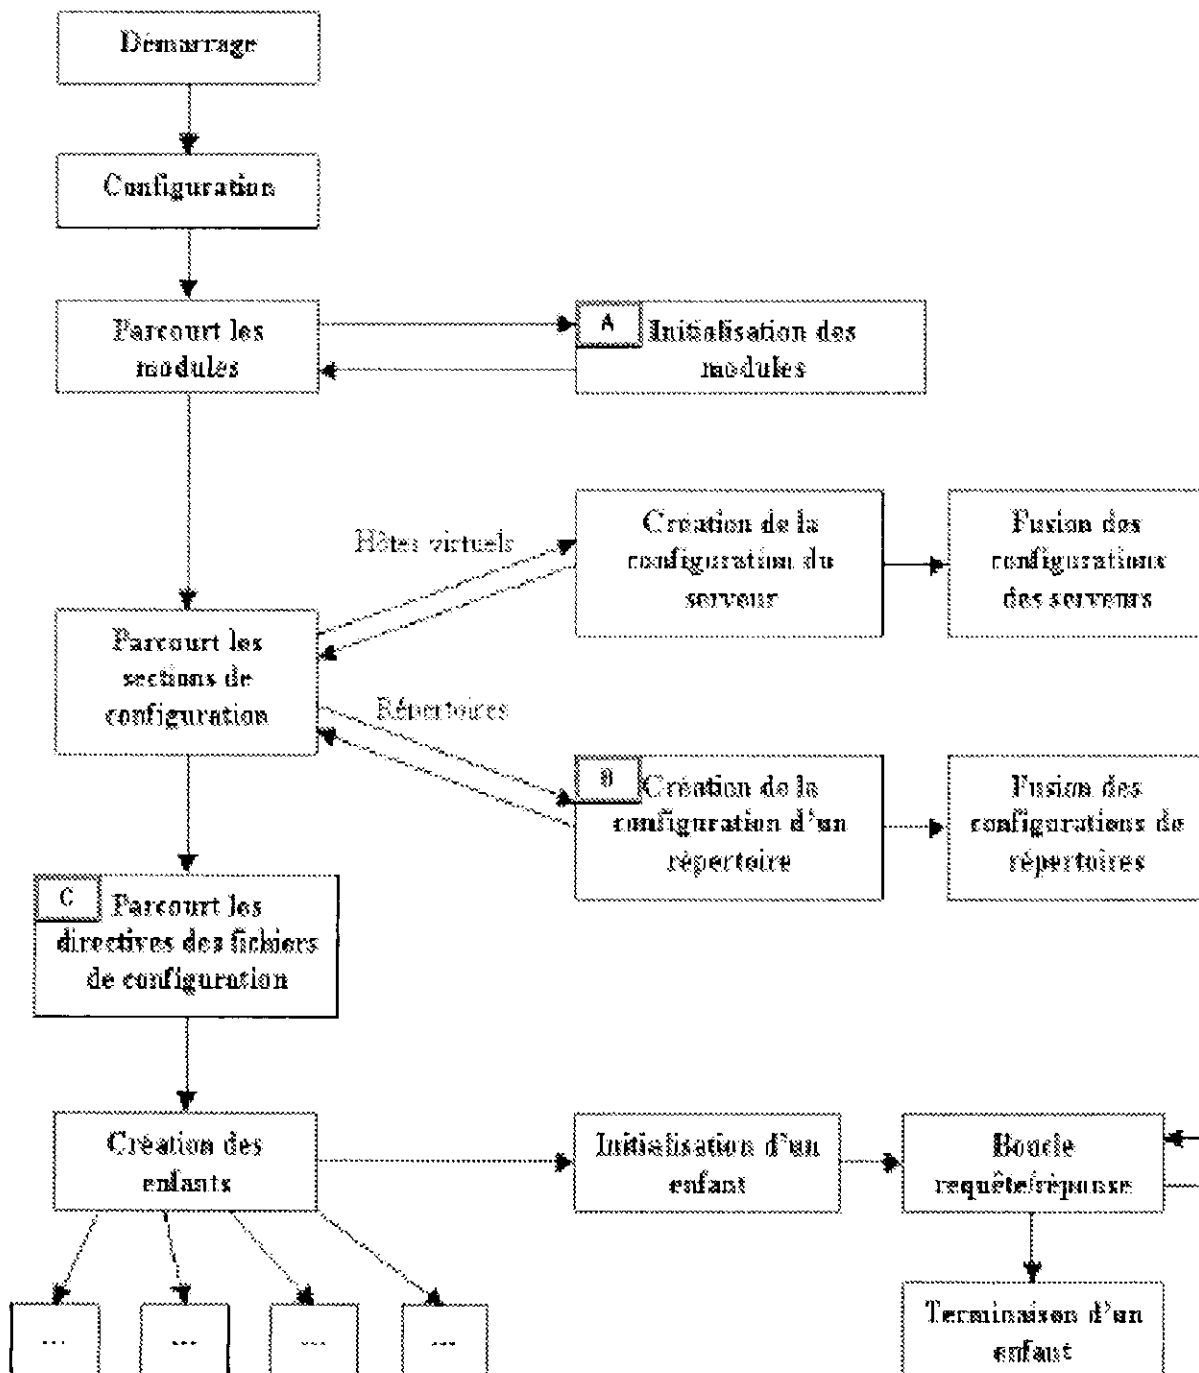 Démarrage
Configuration
Parcourt les
modules
A
Initialisation des
modules
Hôtes virtuels
Création de la
configuration du
serveur
Fusion des
configurations
des serveurs
Parcourt les
sections de
configuration
Répertoires
B
Création de la
configuration d'un
répertoire
Fusion des
configurations de
répertoires
C
Parcourt les
directives des fichiers
de configuration
Création des
enfants
Initialisation d'un
enfant
Boucle
requête/réponse
...
...
...
...
Terminaison d'un
enfant